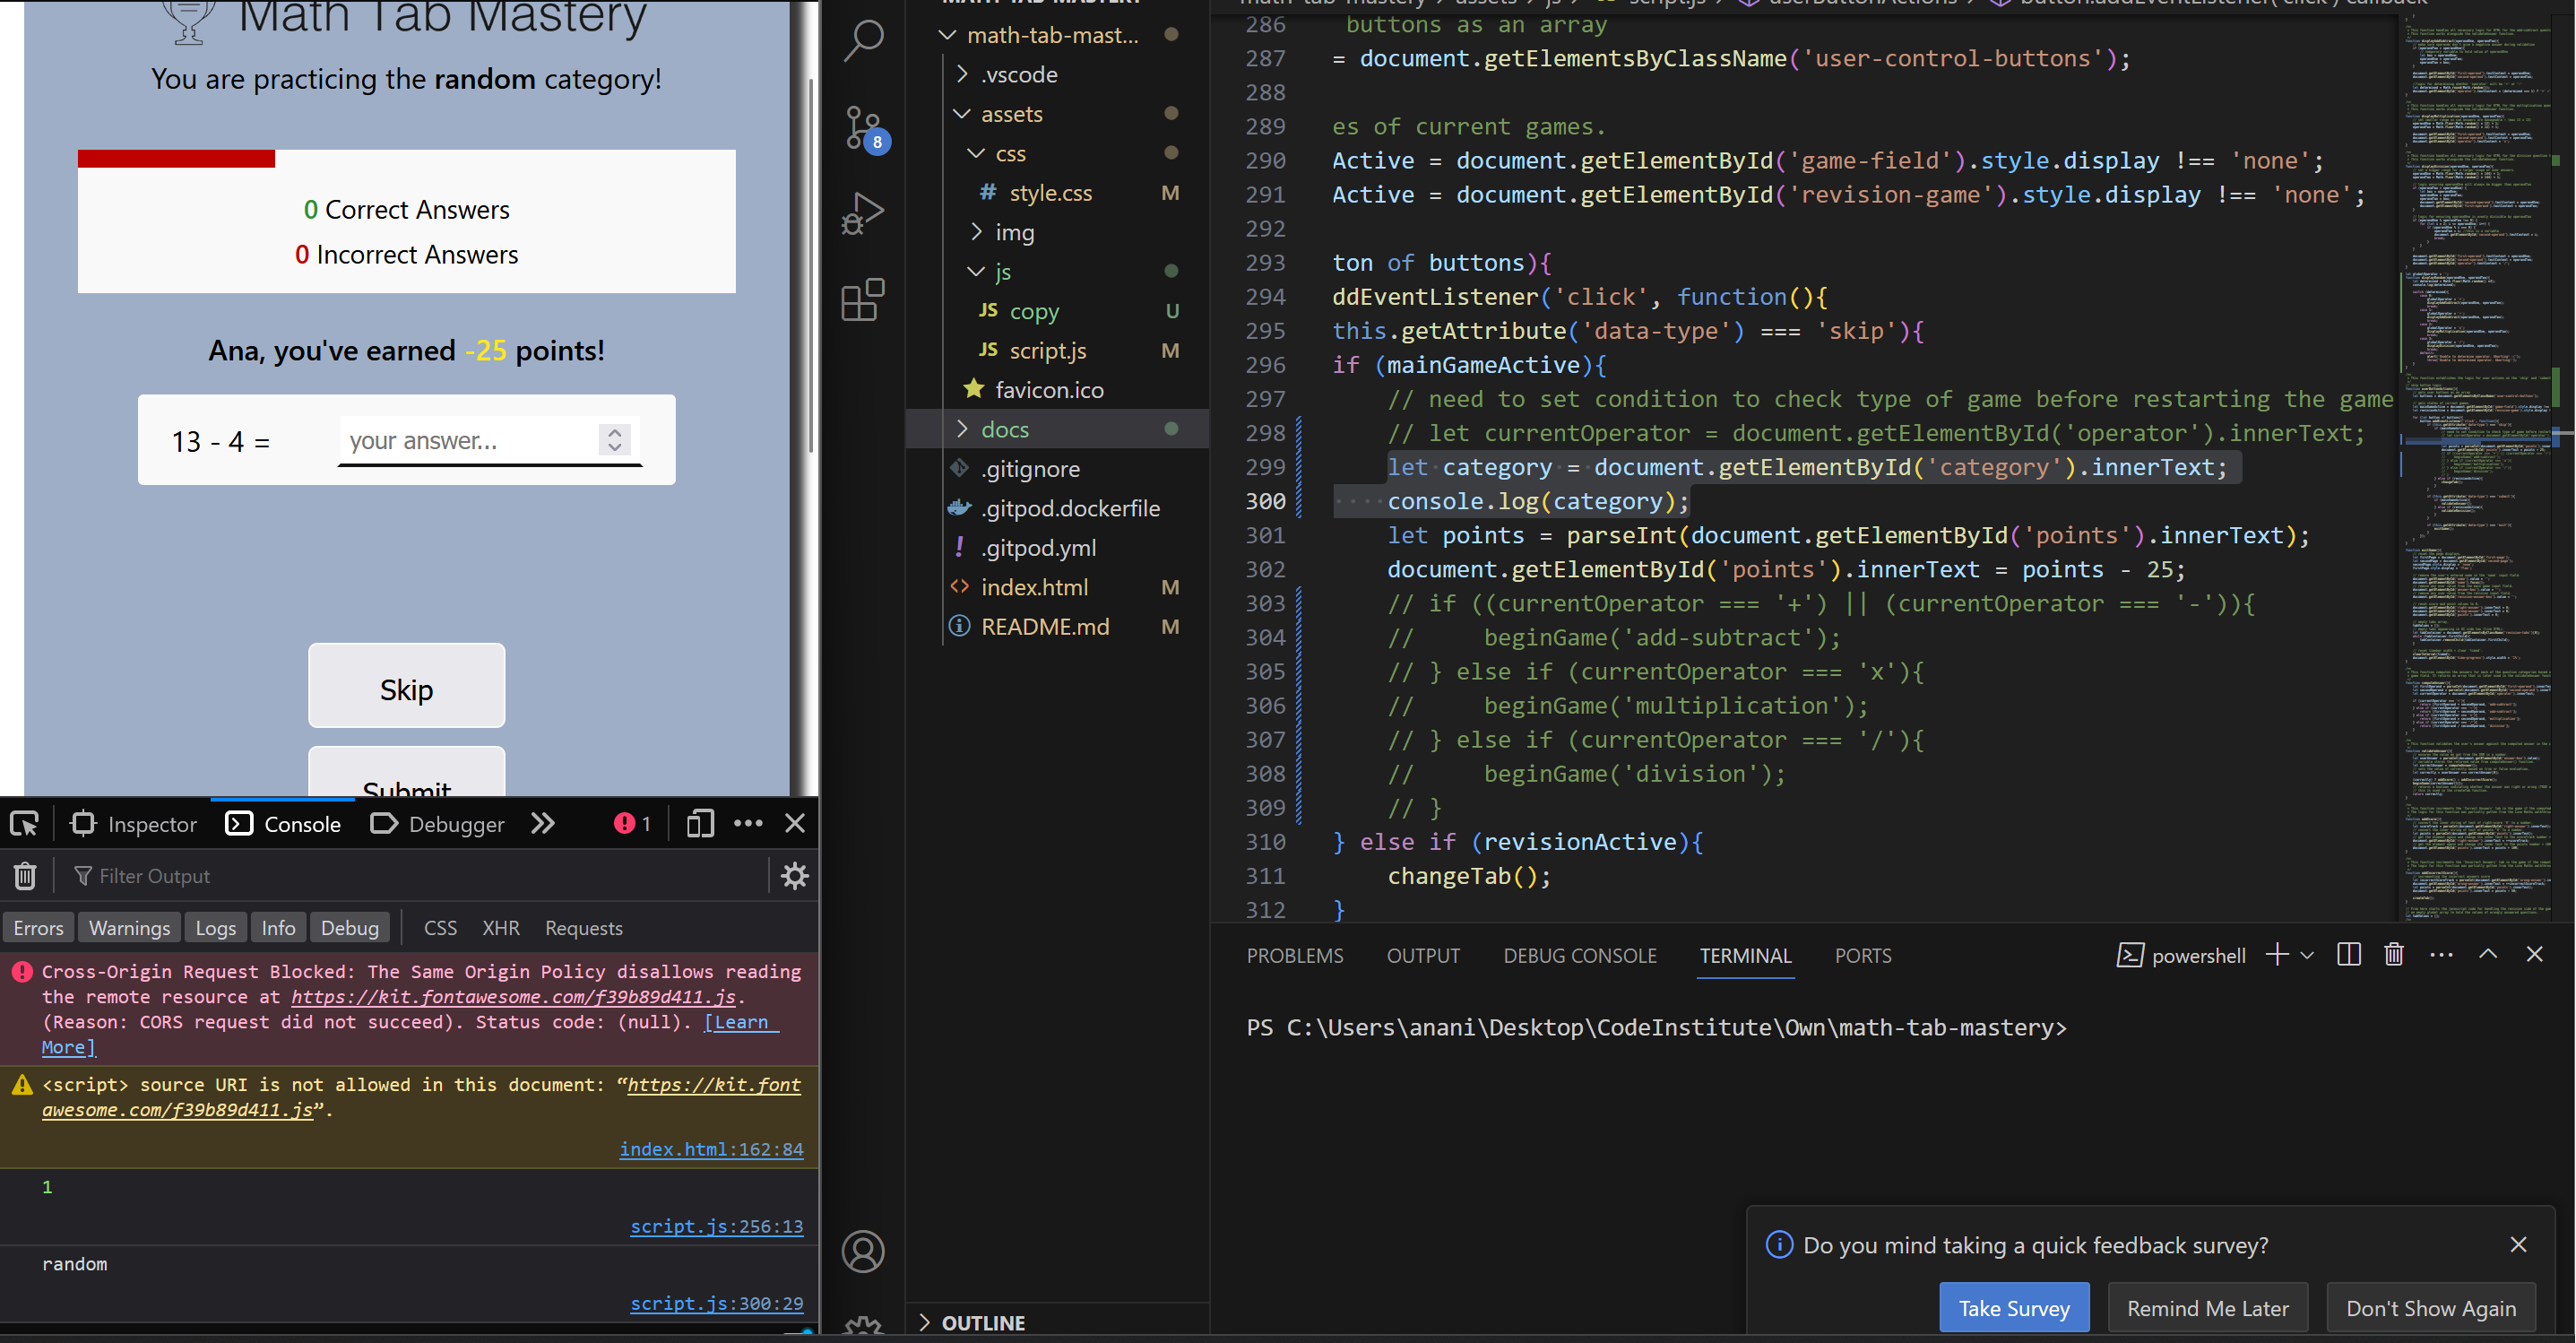 Math Tab Mastery
You are practicing the random category!
0 Correct Answers
0 Incorrect Answers
Ana, you've earned -25 points!
13 - 4 =
your answer...
Skip
Submit
Inspector
Console
Debugger
1
Filter Output
Errors
Warnings
Logs
Info
Debug
CSS
XHR
Requests
Cross-Origin Request Blocked: The Same Origin Policy disallows reading
the remote resource at https://kit.fontawesome.com/f39b89d411.js.
(Reason: CORS request did not succeed). Status code: (null). [Learn
More]
<script> source URI is not allowed in this document: “https://kit.font
awesome.com/f39b89d411.js”.
index.html:162:84
1
script.js:256:13
random
script.js:300:29
8
MATH-TAB-MASTERY
math-tab-mast...
.vscode
assets
css
# style.css M
img
js
JS copy U
JS script.js M
favicon.ico
docs
.gitignore
.gitpod.dockerfile
! .gitpod.yml
<> index.html M
README.md M
OUTLINE
math-tab-mastery > assets > js > script.js > userButtonActions > button.addEventListener('click') callback
286 buttons as an array
287 = document.getElementsByClassName('user-control-buttons');
288
289 es of current games.
290 Active = document.getElementById('game-field').style.display !== 'none';
291 Active = document.getElementById('revision-game').style.display !== 'none';
292
293 ton of buttons){
294 ddEventListener('click', function(){
295 this.getAttribute('data-type') === 'skip'){
296 if (mainGameActive){
297 // need to set condition to check type of game before restarting the game
298 // let currentOperator = document.getElementById('operator').innerText;
299 let category = document.getElementById('category').innerText;
300 console.log(category);
301 let points = parseInt(document.getElementById('points').innerText);
302 document.getElementById('points').innerText = points - 25;
303 // if ((currentOperator === '+') || (currentOperator === '-')){
304 //     beginGame('add-subtract');
305 // } else if (currentOperator === 'x'){
306 //     beginGame('multiplication');
307 // } else if (currentOperator === '/'){
308 //     beginGame('division');
309 // }
310 } else if (revisionActive){
311 changeTab();
312 }
PROBLEMS
OUTPUT
DEBUG CONSOLE
TERMINAL
PORTS
powershell
PS C:\Users\anani\Desktop\CodeInstitute\Own\math-tab-mastery>
Do you mind taking a quick feedback survey?
Take Survey
Remind Me Later
Don't Show Again